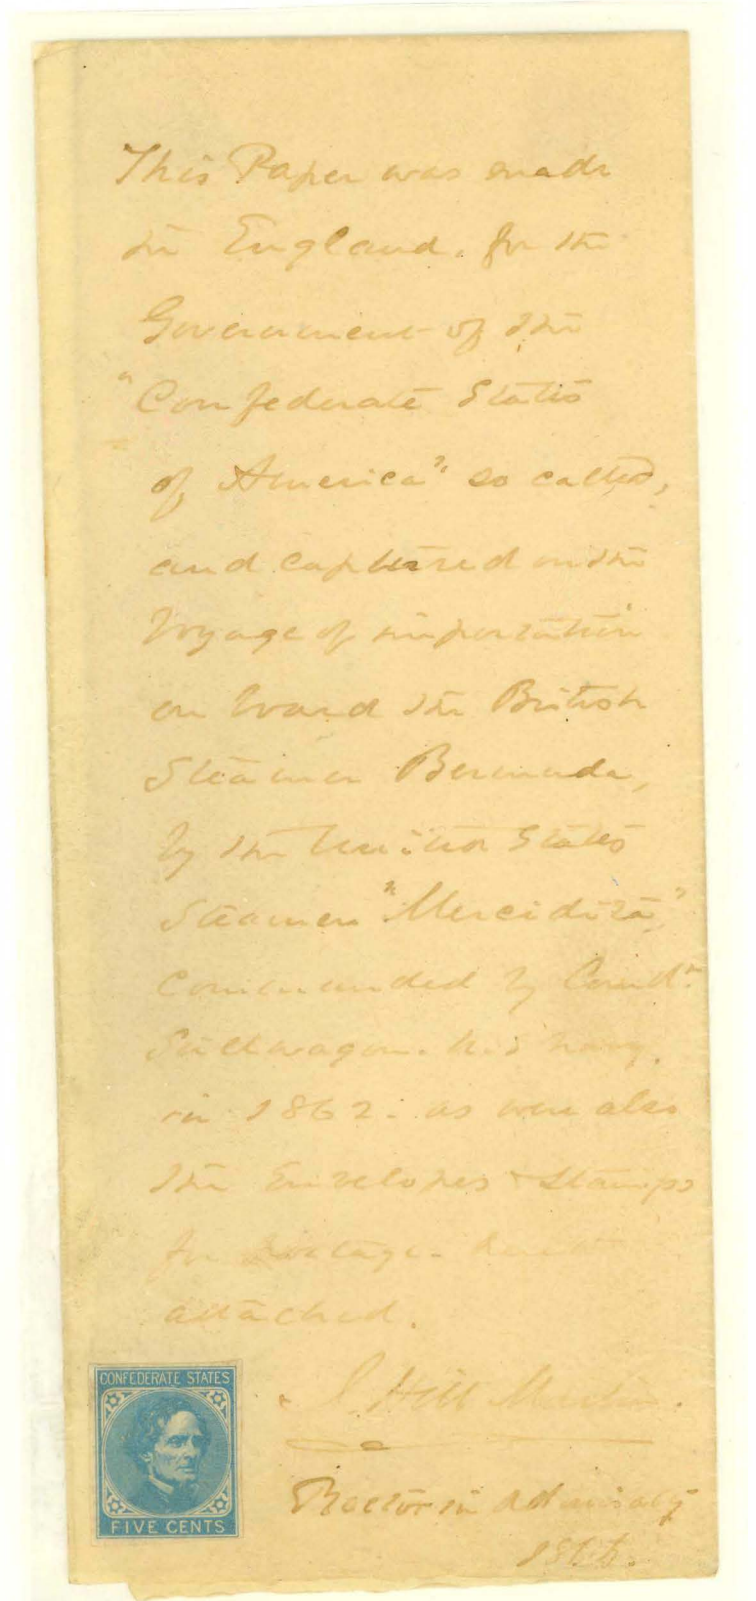 This Paper was made
in England. for the
Government of the
"Confederate States
of America" so called,
and captured on the
Voyage of importation
on board the British
Steamer Bermuda,
by the United States
Steamer "Mercidita"
Commanded by Comdr
Stellwagon. U.S Navy.
in 1862. as were also
the Envelopes & Stamps
for postage.
attached.
J Hill Martin.
in Admiralty
CONFEDERATE STATES
FIVE CENTS